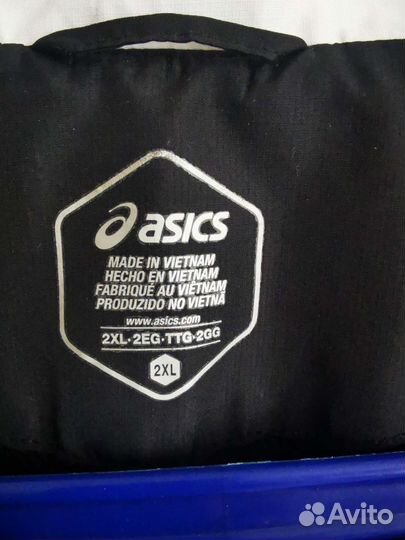 asics
MADE IN VIETNAM
HECHO EN VIETNAM
FABRIQUÉ AU VIÊTNAM
PRODUZIDO NO VIETNÃ
www.asics.com
2XL·2EG·TTG·2GG
2XL
Avito